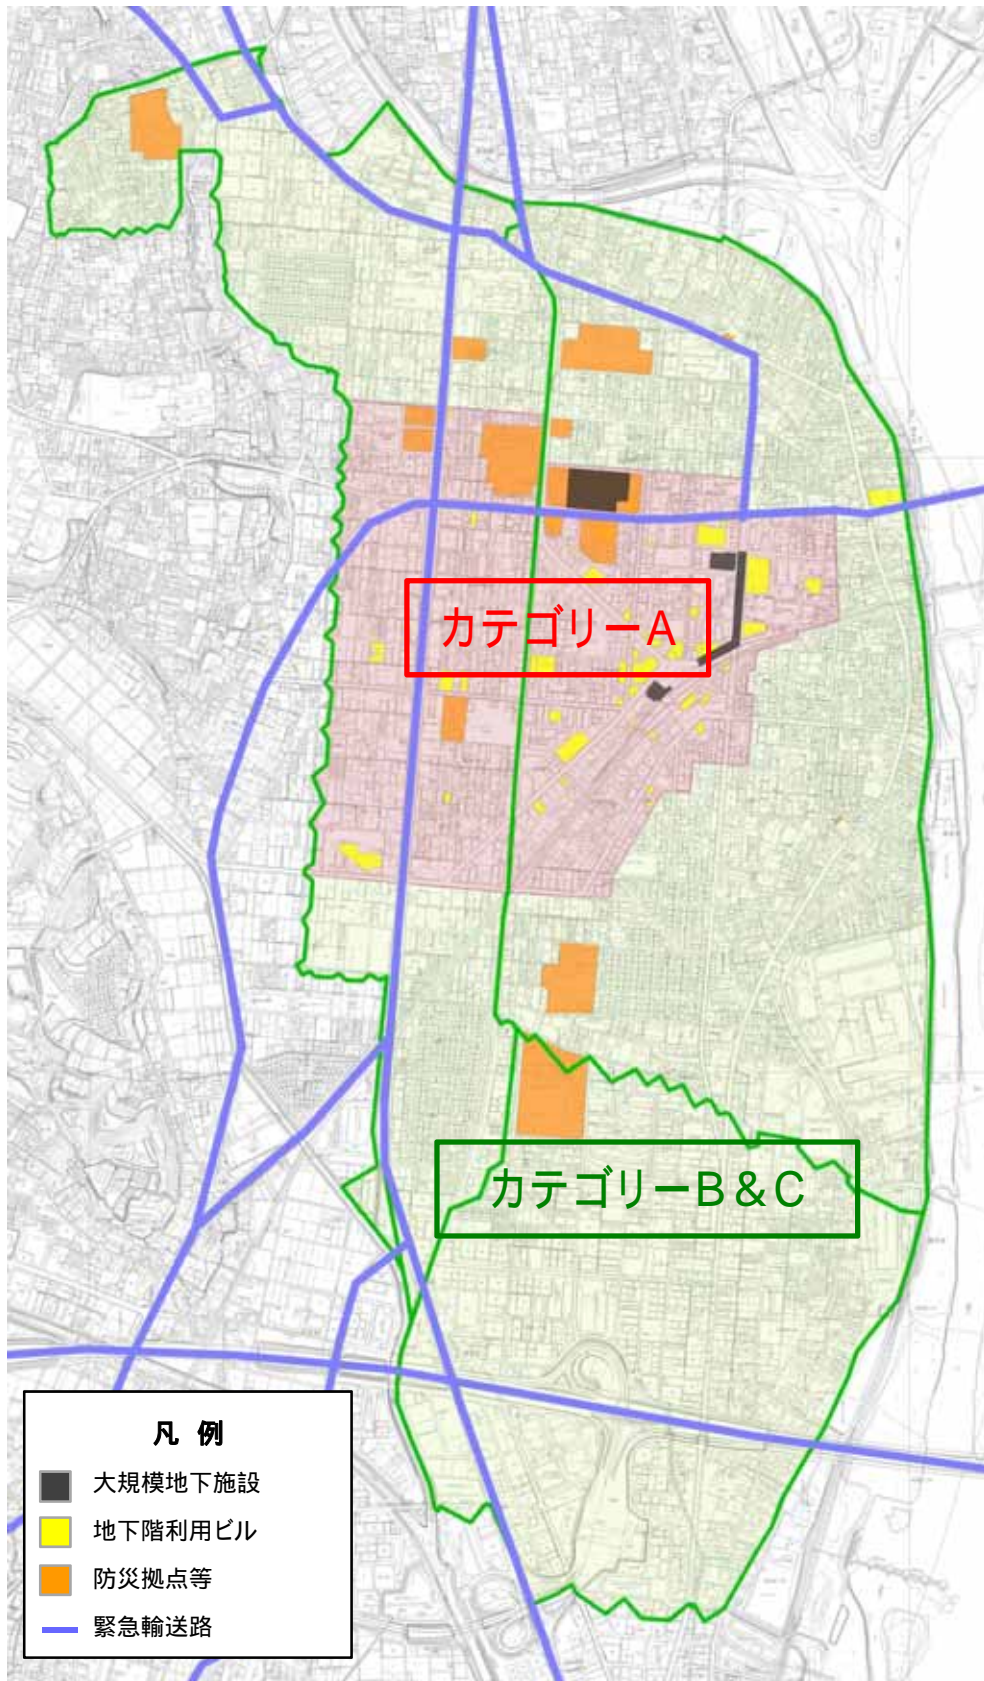 カテゴリーA
カテゴリーB&C
凡 例
大規模地下施設
地下階利用ビル
防災拠点等
緊急輸送路